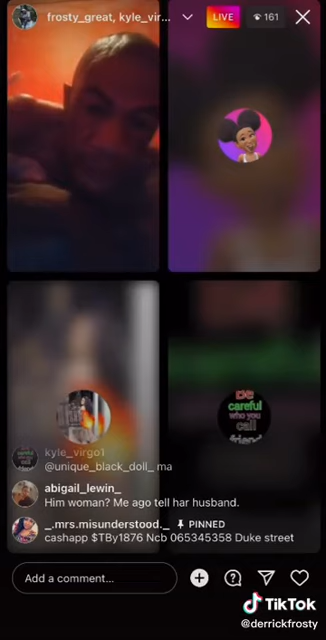 frosty_great, kyle_vir...
LIVE
161
Be
careful
who you
call
kyle_virgo1
@unique_black_doll_ ma
abigail_lewin_
Him woman? Me ago tell har husband.
_.mrs.misunderstood._ PINNED
cashapp $TBy1876 Ncb 065345358 Duke street
Add a comment...
TikTok
@derrickfrosty